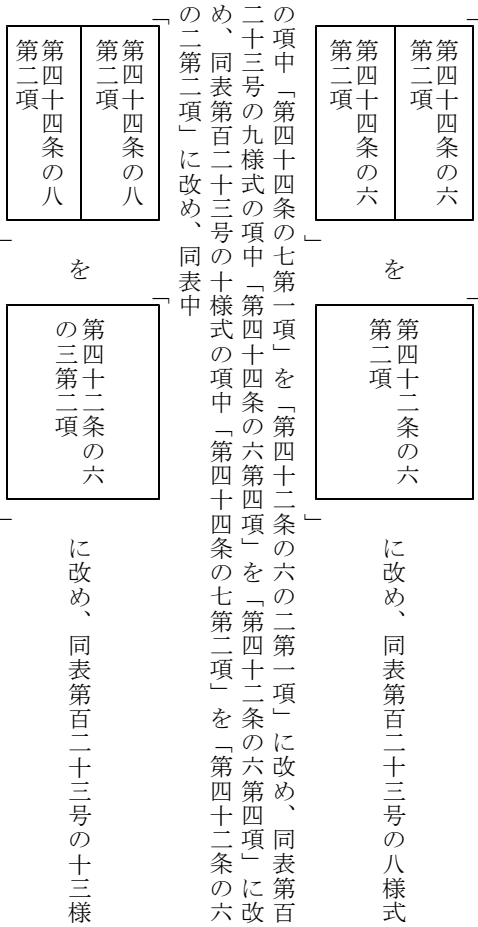 「
第四十四条の六
第二項
第四十四条の六
第二項
」
を
「
第四十二条の六
第二項
」
に改め、同表第百二十三号の八様式
の項中「第四十四条の七第一項」を「第四十二条の六の二第一項」に改め、同表第百
二十三号の九様式の項中「第四十四条の六第四項」を「第四十二条の六第四項」に改
め、同表第百二十三号の十様式の項中「第四十四条の七第二項」を「第四十二条の六
の二第二項」に改め、同表中
「
第四十四条の八
第二項
第四十四条の八
第二項
」
を
「
第四十二条の六
の三第二項
」
に改め、同表第百二十三号の十三様